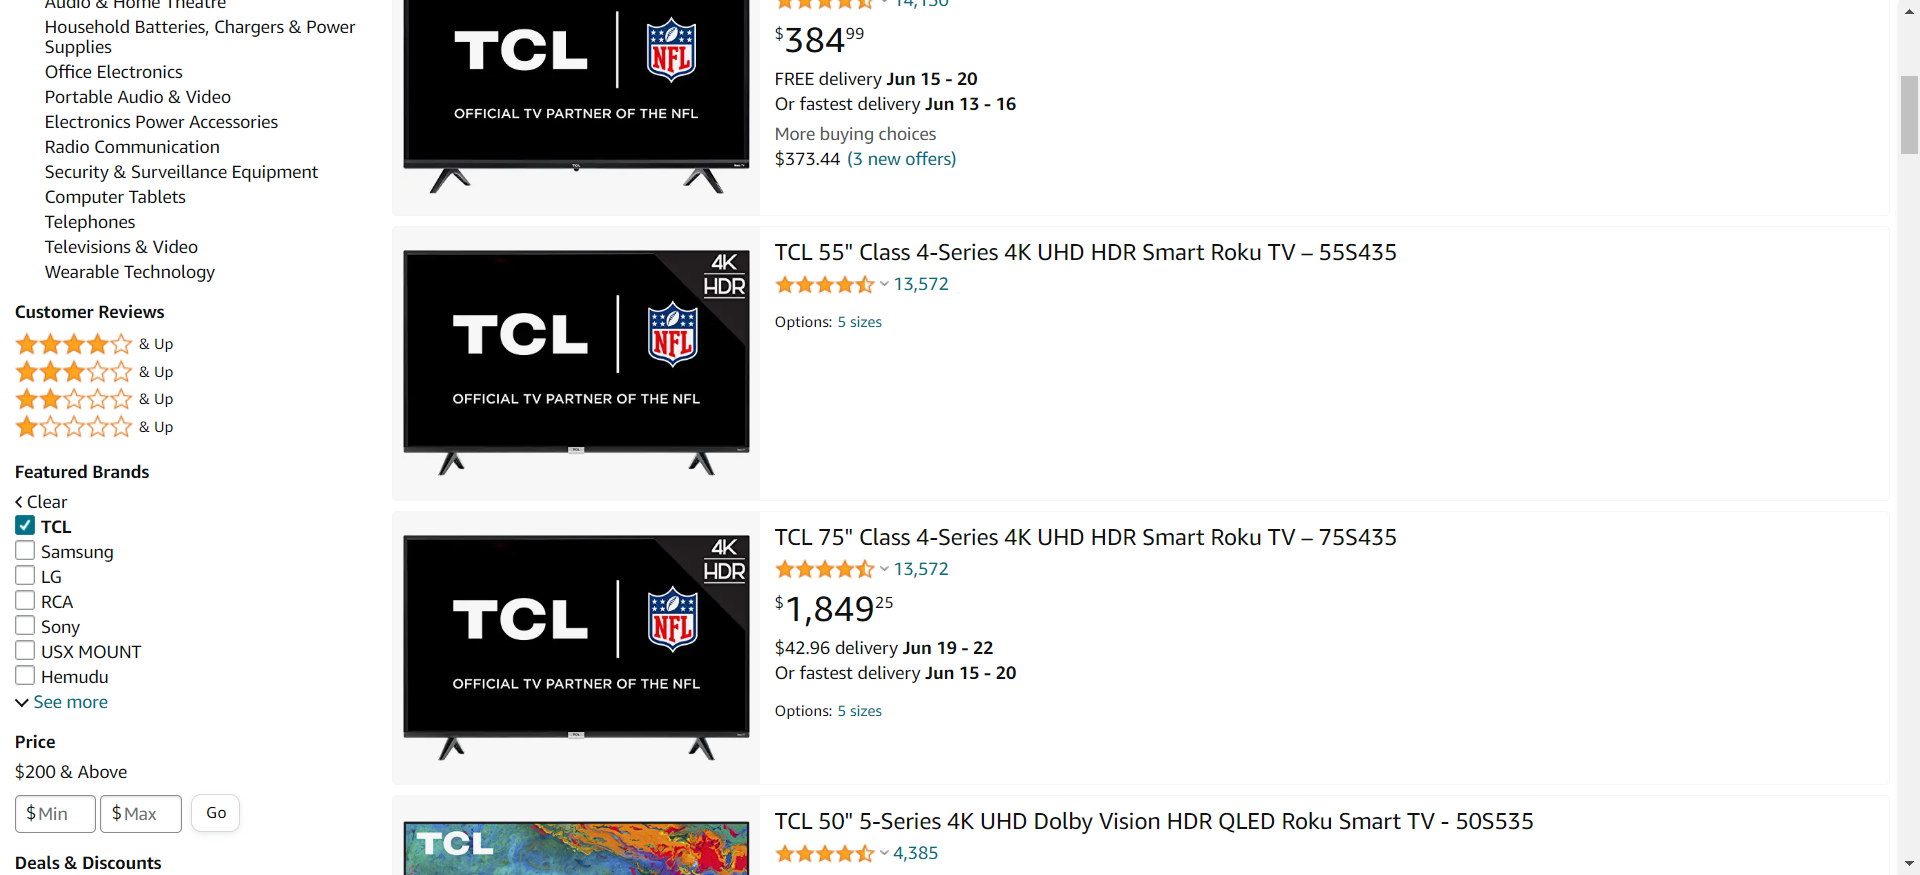 Audio & Home Theatre
Household Batteries, Chargers & Power
Supplies
Office Electronics
Portable Audio & Video
Electronics Power Accessories
Radio Communication
Security & Surveillance Equipment
Computer Tablets
Telephones
Televisions & Video
Wearable Technology
Customer Reviews
& Up
& Up
& Up
& Up
Featured Brands
Clear
TCL
Samsung
LG
RCA
Sony
USX MOUNT
Hemudu
See more
Price
$200 & Above
$ Min $ Max Go
Deals & Discounts
TCL NFL
OFFICIAL TV PARTNER OF THE NFL
14,130
$384.99
FREE delivery Jun 15 - 20
Or fastest delivery Jun 13 - 16
More buying choices
$373.44 (3 new offers)
4K
HDR
TCL NFL
OFFICIAL TV PARTNER OF THE NFL
TCL 55" Class 4-Series 4K UHD HDR Smart Roku TV – 55S435
13,572
Options: 5 sizes
4K
HDR
TCL NFL
OFFICIAL TV PARTNER OF THE NFL
TCL 75" Class 4-Series 4K UHD HDR Smart Roku TV – 75S435
13,572
$1,849.25
$42.96 delivery Jun 19 - 22
Or fastest delivery Jun 15 - 20
Options: 5 sizes
TCL
TCL 50" 5-Series 4K UHD Dolby Vision HDR QLED Roku Smart TV - 50S535
4,385